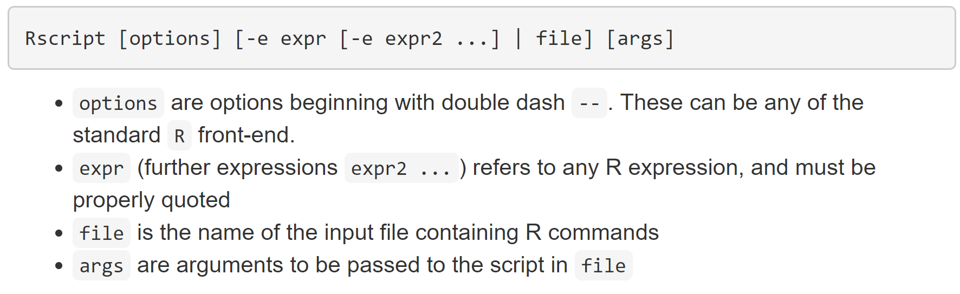 Rscript [options] [-e expr [-e expr2 ...] | file] [args]
• options are options beginning with double dash --. These can be any of the
standard R front-end.
• expr (further expressions expr2 ...) refers to any R expression, and must be
properly quoted
• file is the name of the input file containing R commands
• args are arguments to be passed to the script in file